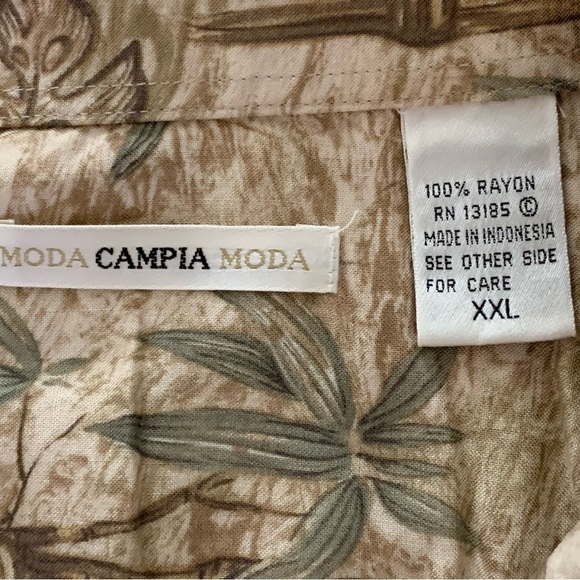 MODA CAMPIA MODA
100% RAYON
RN 13185 ©
MADE IN INDONESIA
SEE OTHER SIDE
FOR CARE
XXL